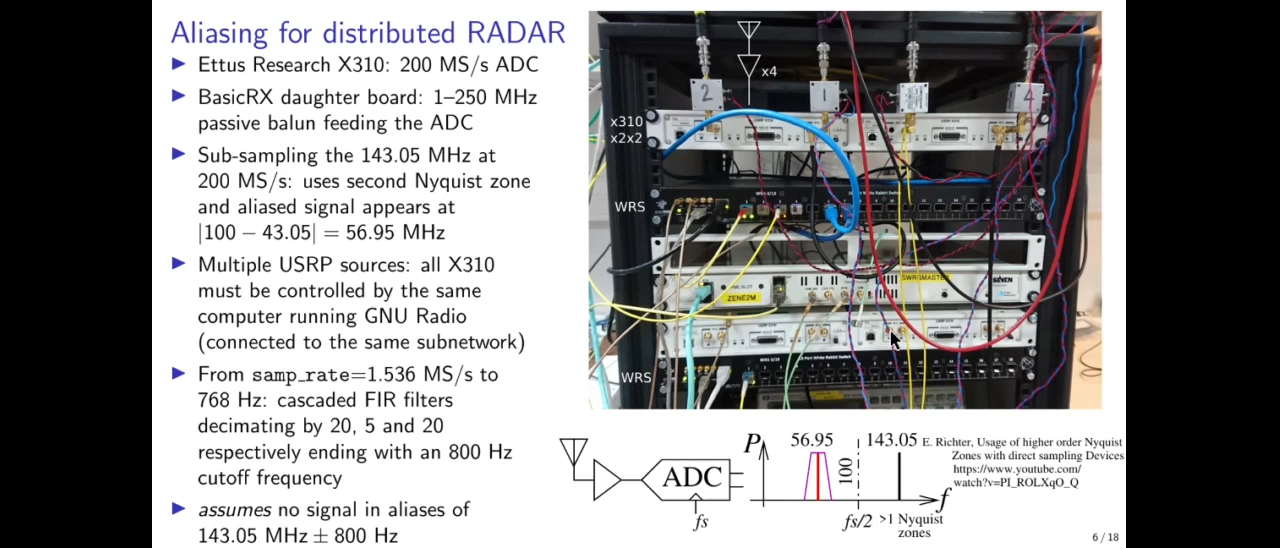 Aliasing for distributed RADAR
Ettus Research X310: 200 MS/s ADC
BasicRX daughter board: 1–250 MHz
passive balun feeding the ADC
Sub-sampling the 143.05 MHz at
200 MS/s: uses second Nyquist zone
and aliased signal appears at
|100 − 43.05| = 56.95 MHz
Multiple USRP sources: all X310
must be controlled by the same
computer running GNU Radio
(connected to the same subnetwork)
From samp_rate=1.536 MS/s to
768 Hz: cascaded FIR filters
decimating by 20, 5 and 20
respectively ending with an 800 Hz
cutoff frequency
assumes no signal in aliases of
143.05 MHz ± 800 Hz
x4
2
1
x310
x2x2
WRS
ZENE2M
SEVEN
WRS
ADC
fs
P
56.95
100
143.05
fs/2
>1 Nyquist
zones
f
E. Richter, Usage of higher order Nyquist
Zones with direct sampling Devices
https://www.youtube.com/
watch?v=PI_ROLXqO_Q
6 / 18